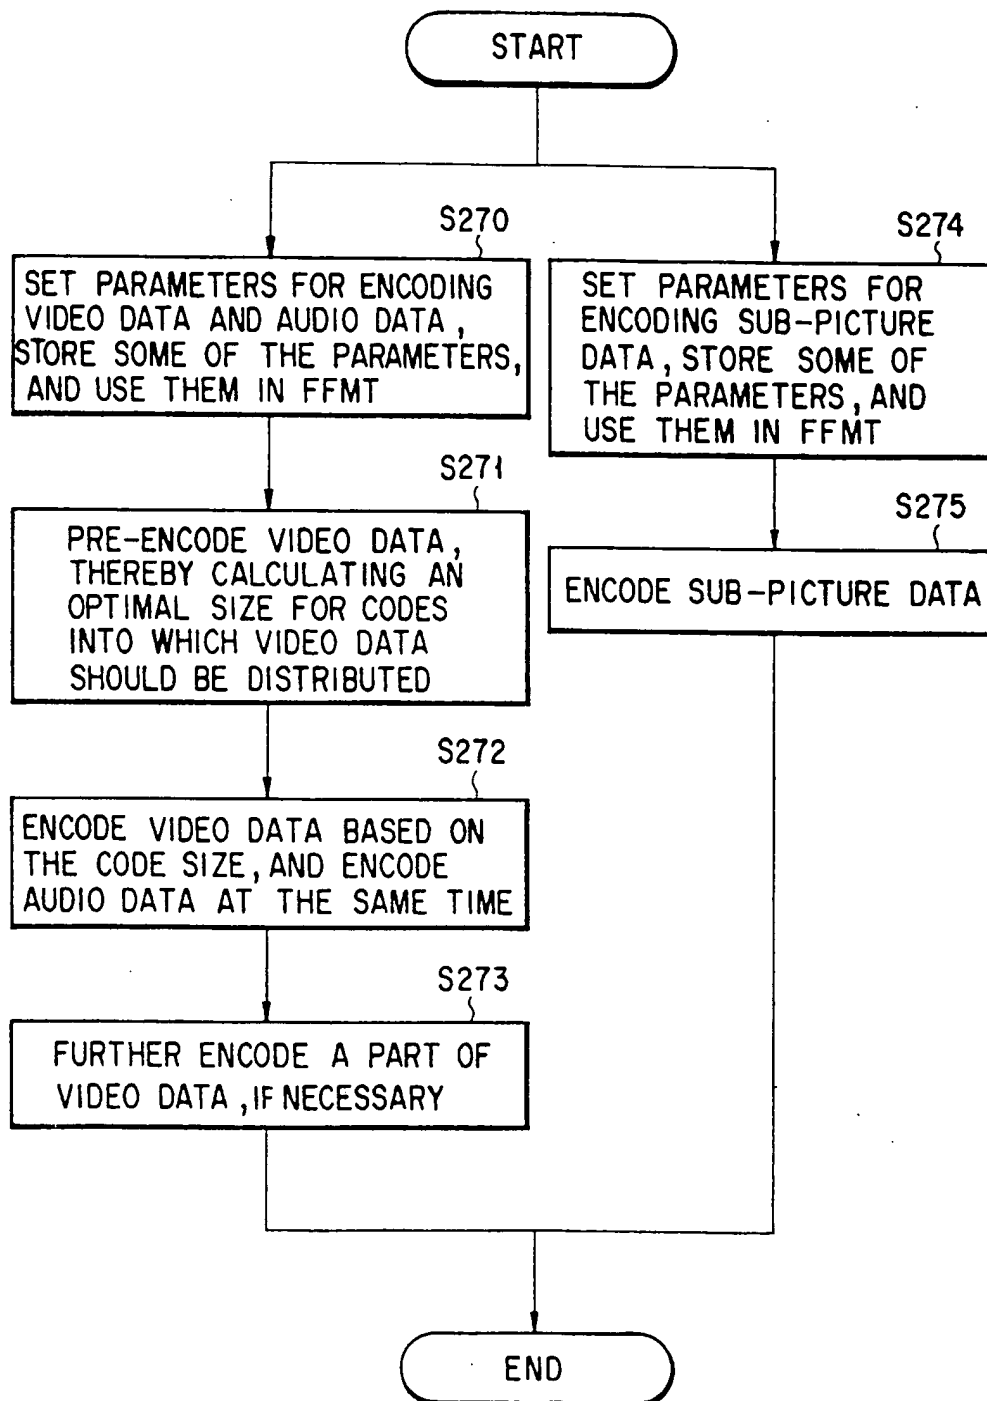 START
S270
SET PARAMETERS FOR ENCODING
VIDEO DATA AND AUDIO DATA,
STORE SOME OF THE PARAMETERS,
AND USE THEM IN FFMT
S271
PRE-ENCODE VIDEO DATA,
THEREBY CALCULATING AN
OPTIMAL SIZE FOR CODES
INTO WHICH VIDEO DATA
SHOULD BE DISTRIBUTED
S272
ENCODE VIDEO DATA BASED ON
THE CODE SIZE, AND ENCODE
AUDIO DATA AT THE SAME TIME
S273
FURTHER ENCODE A PART OF
VIDEO DATA, IF NECESSARY
S274
SET PARAMETERS FOR
ENCODING SUB-PICTURE
DATA, STORE SOME OF
THE PARAMETERS, AND
USE THEM IN FFMT
S275
ENCODE SUB-PICTURE DATA
END